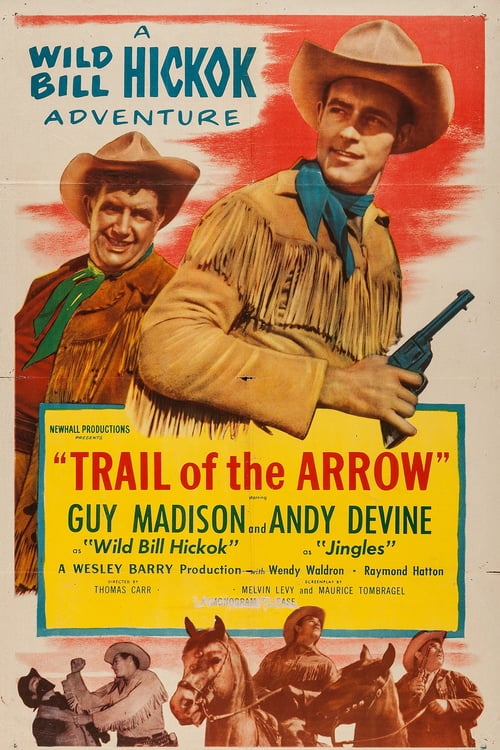 A
WILD
BILL HICKOK
ADVENTURE
NEWHALL PRODUCTIONS
PRESENTS
"TRAIL of the ARROW"
starring
GUY MADISON and ANDY DEVINE
as "Wild Bill Hickok" as "Jingles"
A WESLEY BARRY Production—with Wendy Waldron · Raymond Hatton
DIRECTED BY SCREENPLAY BY
THOMAS CARR · MELVIN LEVY and MAURICE TOMBRAGEL
MONOGRAM